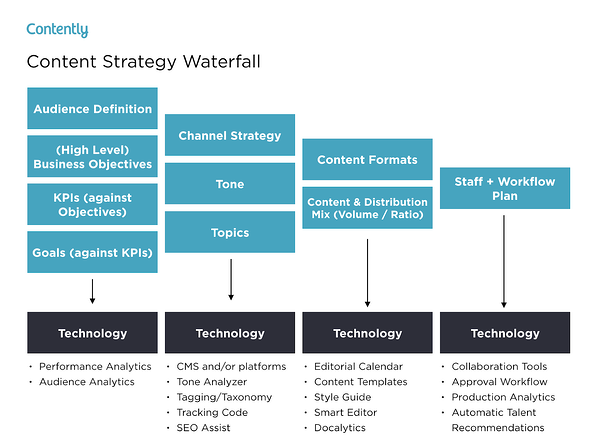 Contently
Content Strategy Waterfall
Audience Definition
(High Level)
Business Objectives
KPIs (against
Objectives)
Goals (against KPIs)
Channel Strategy
Tone
Topics
Content Formats
Content & Distribution
Mix (Volume / Ratio)
Staff + Workflow
Plan
Technology
• Performance Analytics
• Audience Analytics
Technology
• CMS and/or platforms
• Tone Analyzer
• Tagging/Taxonomy
• Tracking Code
• SEO Assist
Technology
• Editorial Calendar
• Content Templates
• Style Guide
• Smart Editor
• Docalytics
Technology
• Collaboration Tools
• Approval Workflow
• Production Analytics
• Automatic Talent
Recommendations